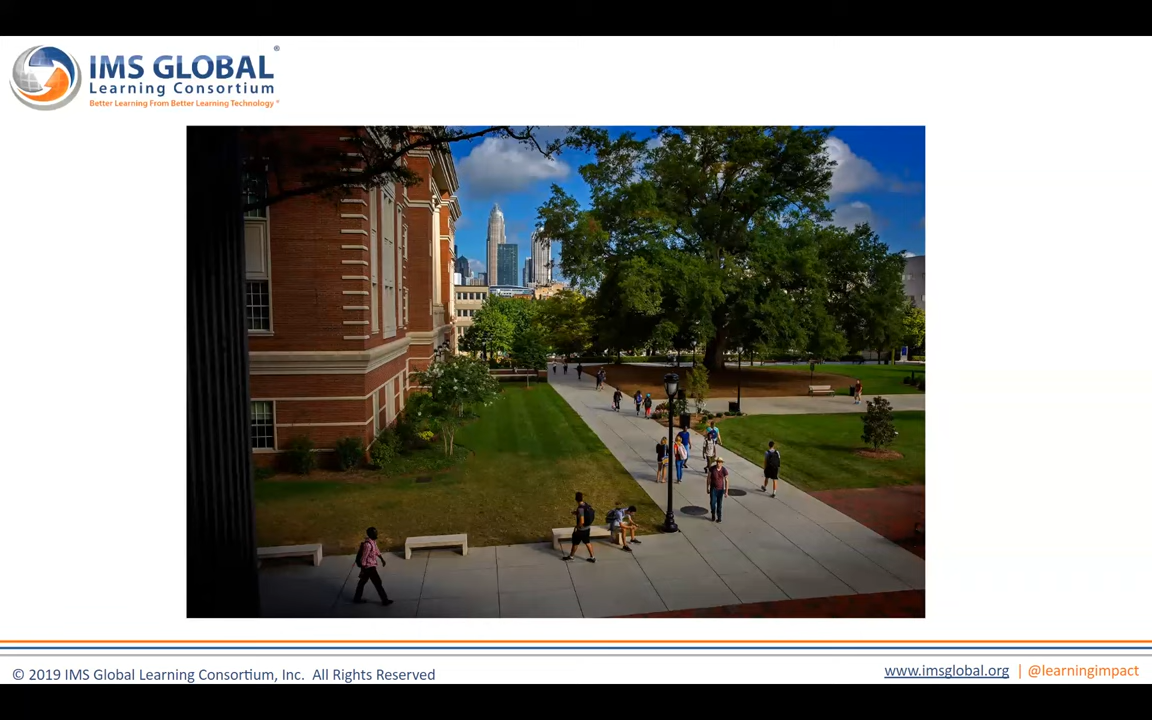 IMS GLOBAL®
Learning Consortium
Better Learning From Better Learning Technology®
© 2019 IMS Global Learning Consortium, Inc. All Rights Reserved
www.imsglobal.org | @learningimpact